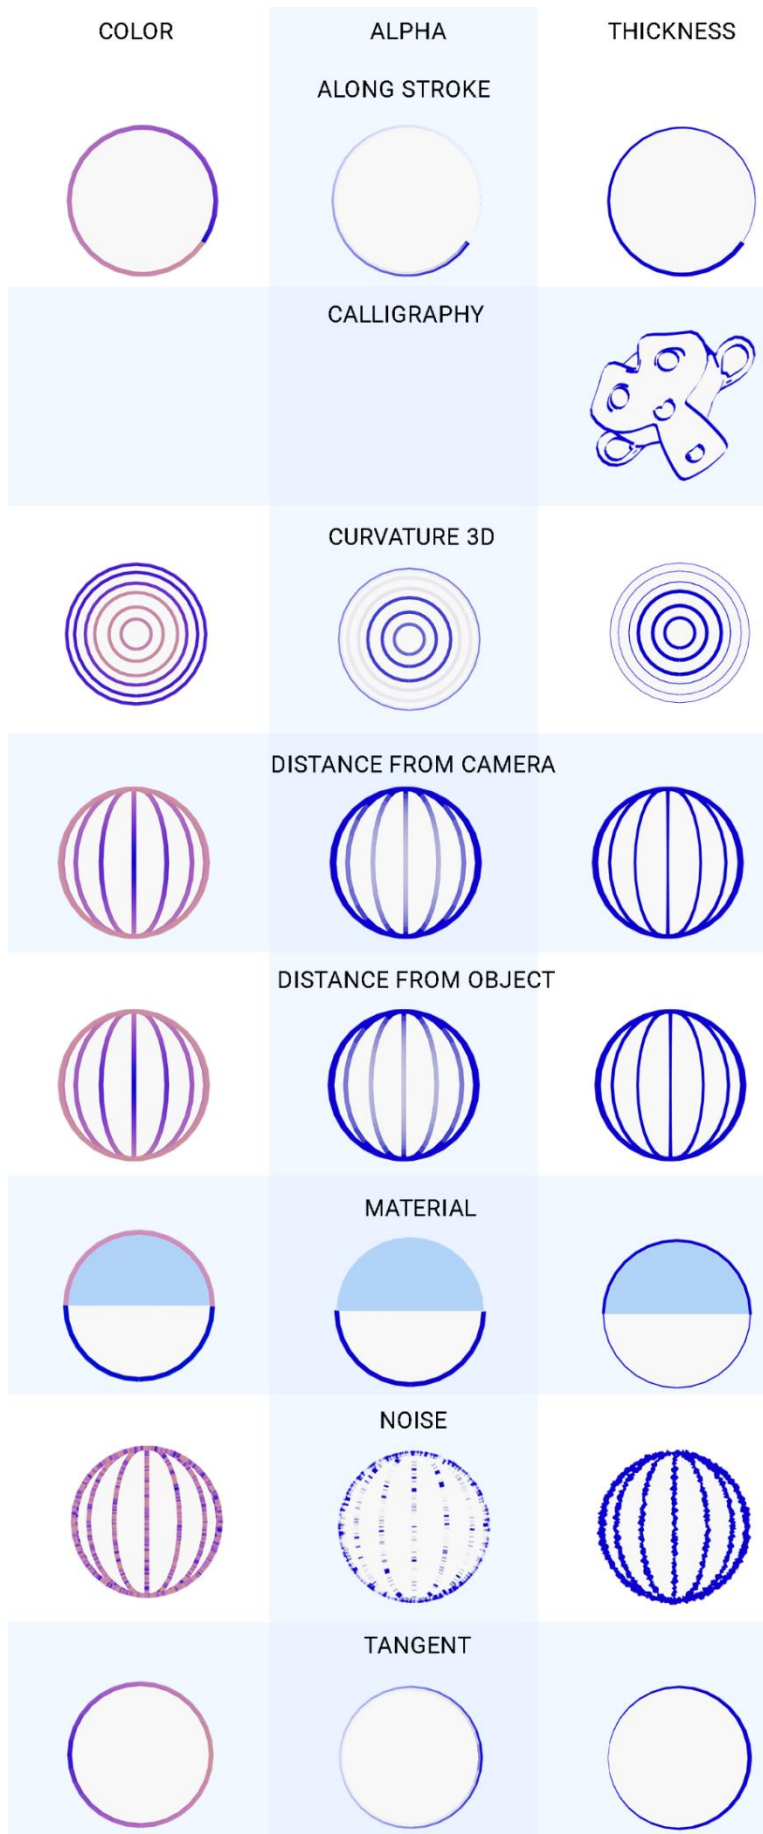 COLOR ALPHA THICKNESS
ALONG STROKE
CALLIGRAPHY
CURVATURE 3D
DISTANCE FROM CAMERA
DISTANCE FROM OBJECT
MATERIAL
NOISE
TANGENT